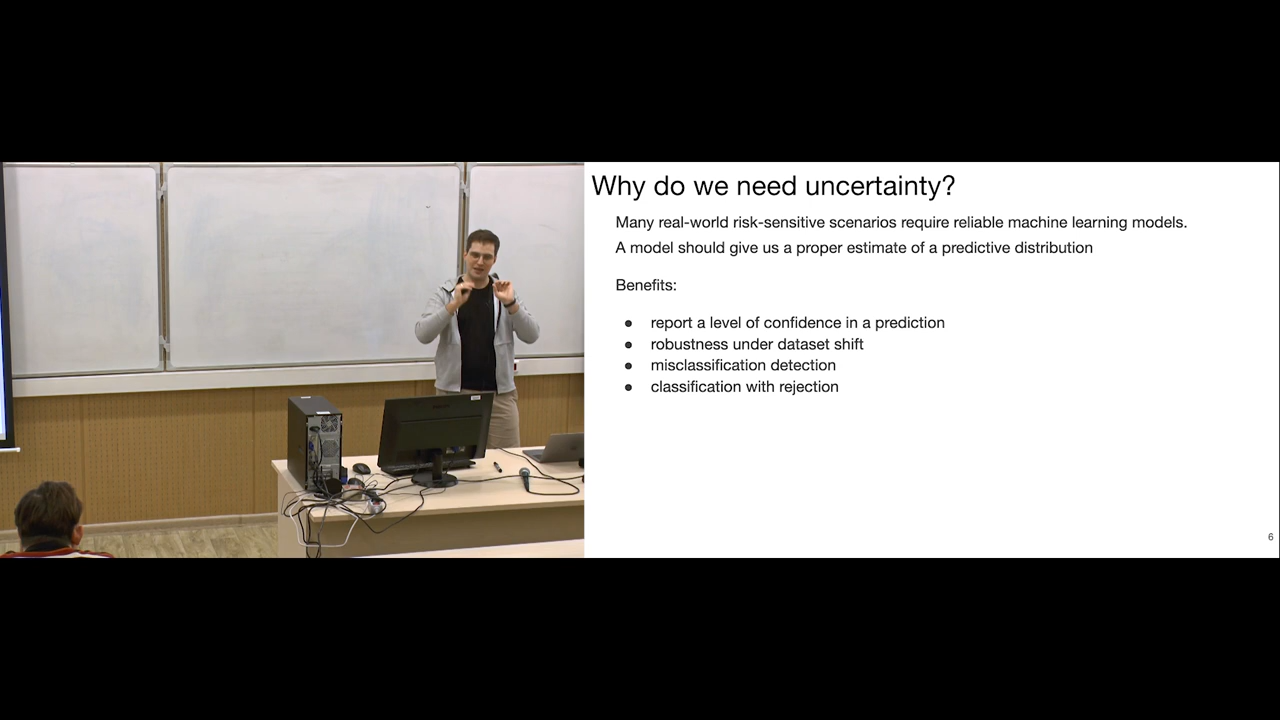 Why do we need uncertainty?
Many real-world risk-sensitive scenarios require reliable machine learning models.
A model should give us a proper estimate of a predictive distribution
Benefits:
● report a level of confidence in a prediction
● robustness under dataset shift
● misclassification detection
● classification with rejection
6